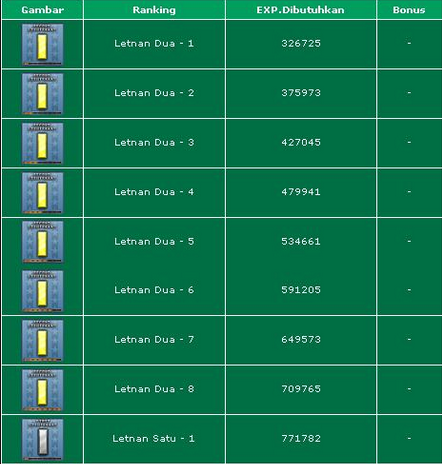 Gambar Ranking EXP.Dibutuhkan Bonus
Letnan Dua - 1 326725 -
Letnan Dua - 2 375973 -
Letnan Dua - 3 427045 -
Letnan Dua - 4 479941 -
Letnan Dua - 5 534661 -
Letnan Dua - 6 591205 -
Letnan Dua - 7 649573 -
Letnan Dua - 8 709765 -
Letnan Satu - 1 771782 -